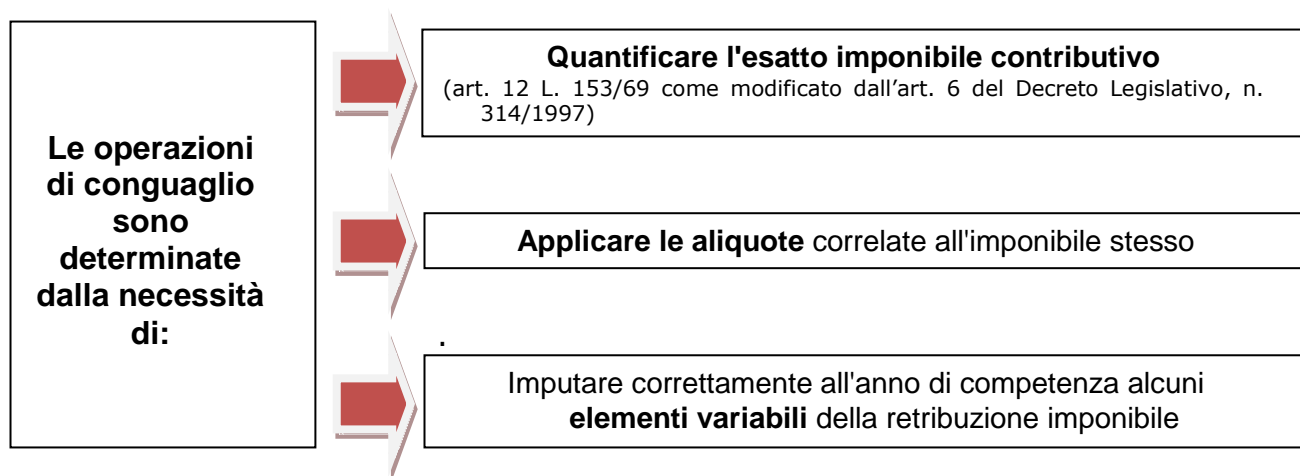 Le operazioni
di conguaglio
sono
determinate
dalla necessità
di:
Quantificare l'esatto imponibile contributivo
(art. 12 L. 153/69 come modificato dall’art. 6 del Decreto Legislativo, n.
314/1997)
Applicare le aliquote correlate all'imponibile stesso
.
Imputare correttamente all'anno di competenza alcuni
elementi variabili della retribuzione imponibile